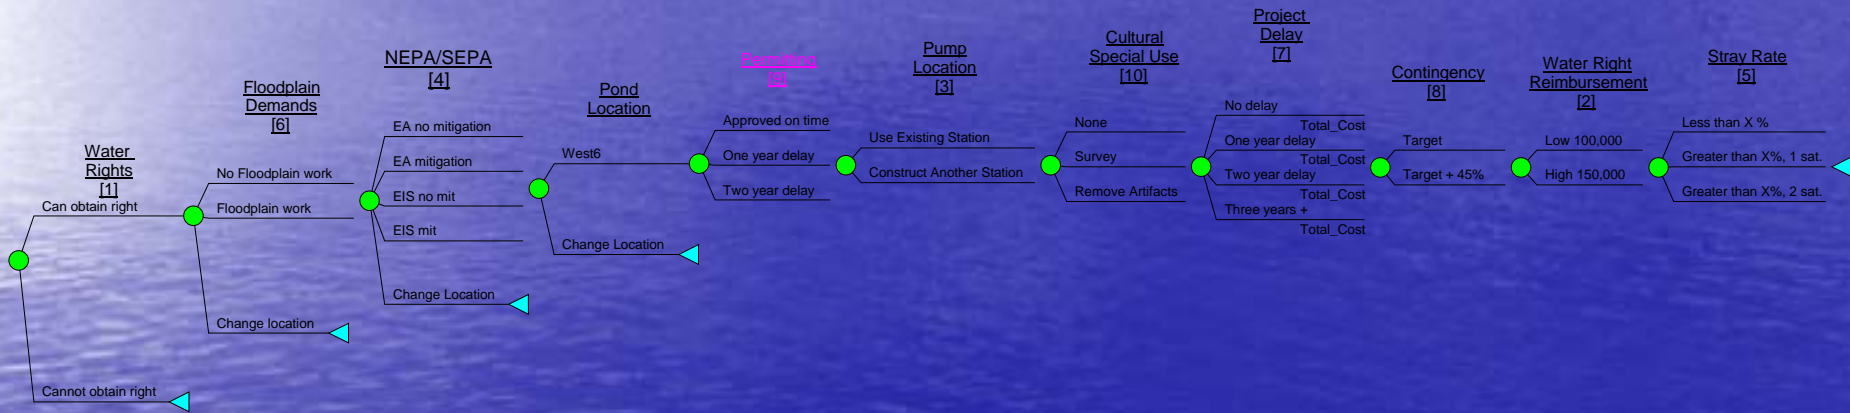 Water
Rights
[1]
Can obtain right
Cannot obtain right
Floodplain
Demands
[6]
No Floodplain work
Floodplain work
Change location
NEPA/SEPA
[4]
EA no mitigation
EA mitigation
EIS no mit
EIS mit
Change Location
Pond
Location
West6
Change Location
Permitting
[9]
Approved on time
One year delay
Two year delay
Pump
Location
[3]
Use Existing Station
Construct Another Station
Cultural
Special Use
[10]
None
Survey
Remove Artifacts
Project
Delay
[7]
No delay
Total_Cost
One year delay
Total_Cost
Two year delay
Total_Cost
Three years +
Total_Cost
Contingency
[8]
Target
Target + 45%
Water Right
Reimbursement
[2]
Low 100,000
High 150,000
Stray Rate
[5]
Less than X %
Greater than X%, 1 sat.
Greater than X%, 2 sat.